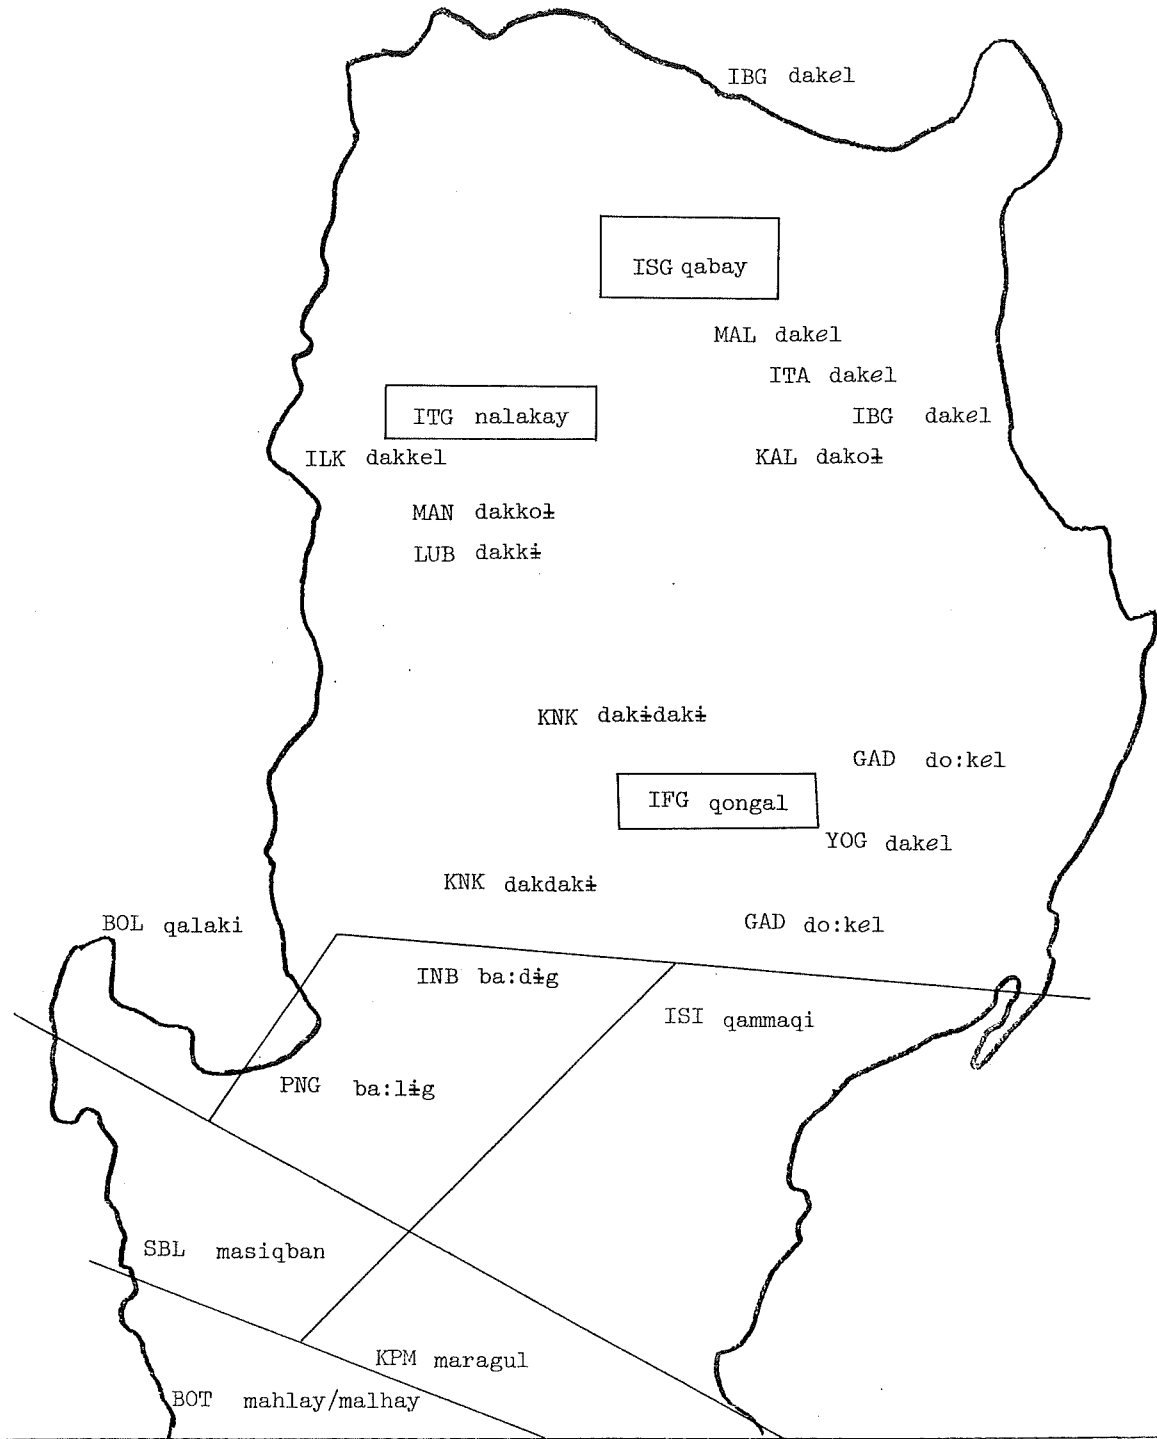 IBG dakel
ISG qabay
MAL dakel
ITA dakel
ITG nalakay
IBG dakel
ILK dakkel
KAL dakoɫ
MAN dakkoɫ
LUB dakkɨ
KNK dakɨdakɨ
GAD do:kel
IFG qongal
YOG dakel
KNK dakdakɨ
BOL qalaki
GAD do:kel
INB ba:dɨg
ISI qammaqi
PNG ba:lɨg
SBL masiqban
KPM maragul
BOT mahlay/malhay